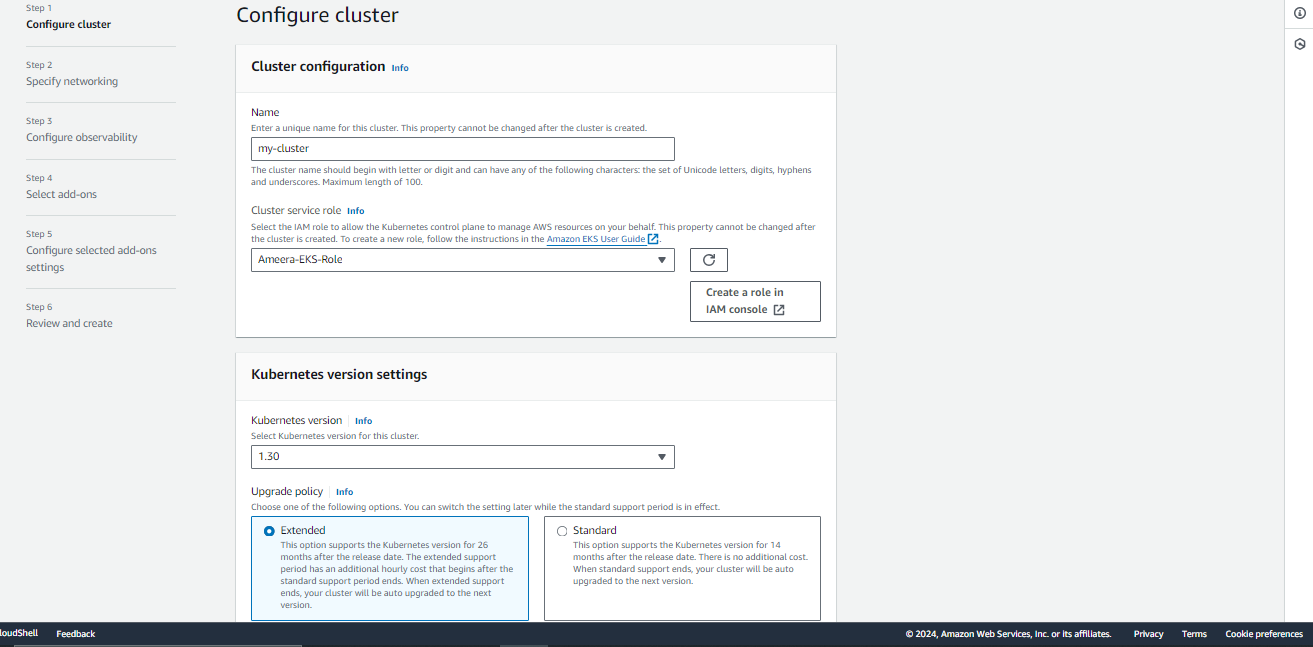 Step 1
Configure cluster
Step 2
Specify networking
Step 3
Configure observability
Step 4
Select add-ons
Step 5
Configure selected add-ons
settings
Step 6
Review and create
Configure cluster
Cluster configuration Info
Name
Enter a unique name for this cluster. This property cannot be changed after the cluster is created.
my-cluster
The cluster name should begin with letter or digit and can have any of the following characters: the set of Unicode letters, digits, hyphens
and underscores. Maximum length of 100.
Cluster service role Info
Select the IAM role to allow the Kubernetes control plane to manage AWS resources on your behalf. This property cannot be changed after
the cluster is created. To create a new role, follow the instructions in the Amazon EKS User Guide.
Ameera-EKS-Role
Create a role in
IAM console
Kubernetes version settings
Kubernetes version Info
Select Kubernetes version for this cluster.
1.30
Upgrade policy Info
Choose one of the following options. You can switch the setting later while the standard support period is in effect.
Extended
This option supports the Kubernetes version for 26
months after the release date. The extended support
period has an additional hourly cost that begins after the
standard support period ends. When extended support
ends, your cluster will be auto upgraded to the next
version.
Standard
This option supports the Kubernetes version for 14
months after the release date. There is no additional cost.
When standard support ends, your cluster will be auto
upgraded to the next version.
loudShell Feedback © 2024, Amazon Web Services, Inc. or its affiliates. Privacy Terms Cookie preferences